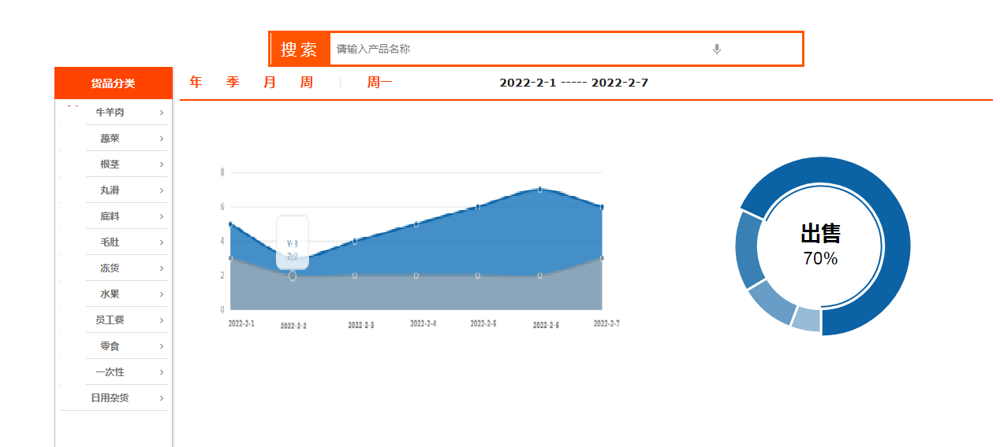 搜索 请输入产品名称
货品分类
年 季 月 周 | 周一 2022-2-1 ----- 2022-2-7
牛羊肉 >
蔬菜 >
根茎 >
丸滑 >
底料 >
毛肚 >
冻货 >
水果 >
员工餐 >
零食 >
一次性 >
日用杂货 >
8
6
4
2
0
Y: 3
Z: 2
2022-2-1 2022-2-2 2022-2-3 2022-2-4 2022-2-5 2022-2-6 2022-2-7
出售
70%